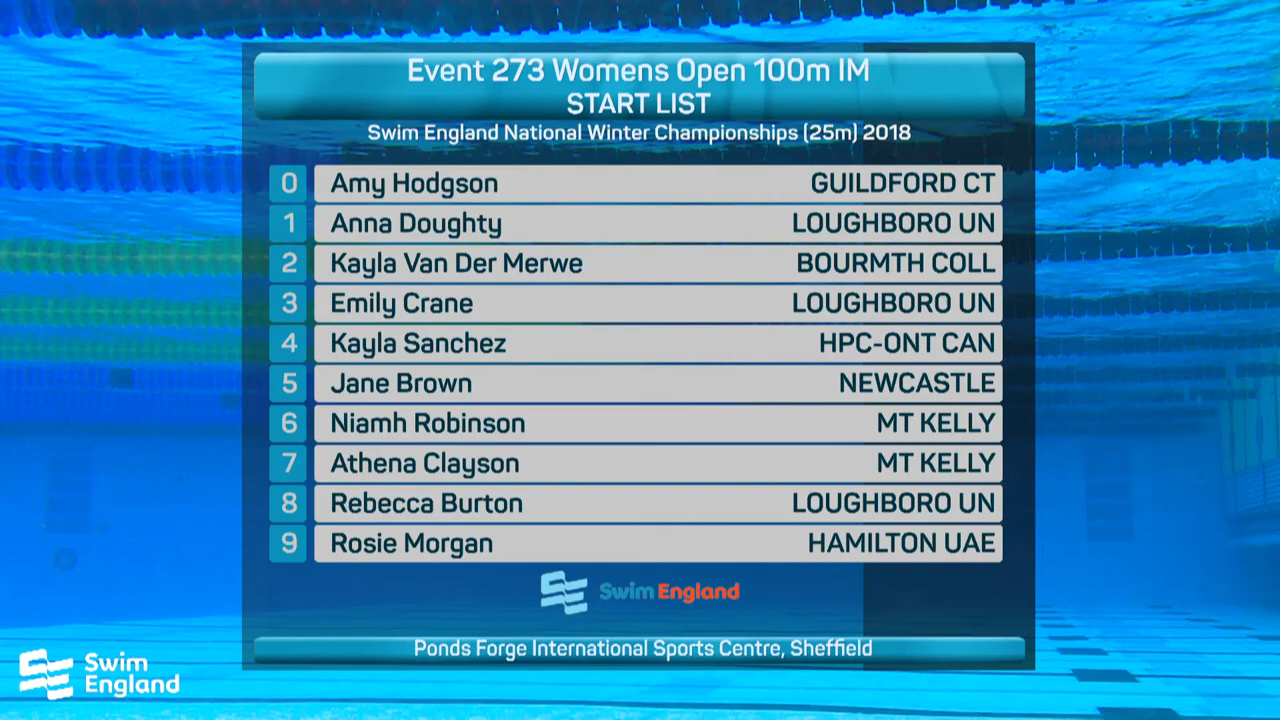 Event 273 Womens Open 100m IM
START LIST
Swim England National Winter Championships (25m) 2018
0 Amy Hodgson GUILDFORD CT
1 Anna Doughty LOUGHBORO UN
2 Kayla Van Der Merwe BOURMTH COLL
3 Emily Crane LOUGHBORO UN
4 Kayla Sanchez HPC-ONT CAN
5 Jane Brown NEWCASTLE
6 Niamh Robinson MT KELLY
7 Athena Clayson MT KELLY
8 Rebecca Burton LOUGHBORO UN
9 Rosie Morgan HAMILTON UAE
Swim England
Ponds Forge International Sports Centre, Sheffield
Swim
England